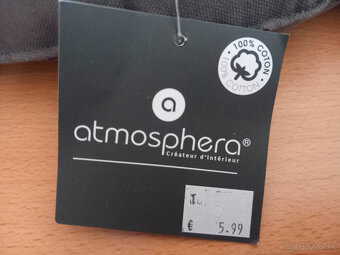 100% COTON
100% COTTON
a
atmosphera®
Créateur d'intérieur
€ 5.99